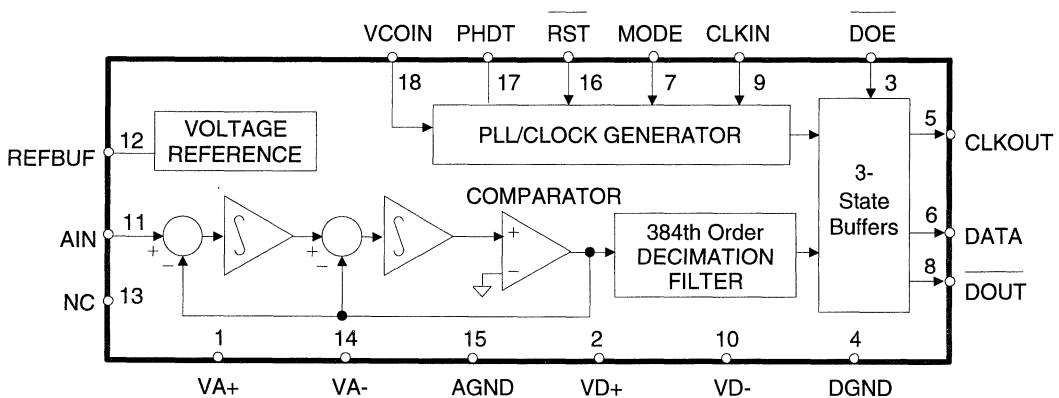 VCOIN PHDT RST MODE CLKIN DOE
18 17 16 7 9 3
12 VOLTAGE
REFERENCE
REFBUF
PLL/CLOCK GENERATOR
5
CLKOUT
3-
State
Buffers
COMPARATOR
11
AIN
+
−
∫
−
∫
+
−
384th Order
DECIMATION
FILTER
6
DATA
8
DOUT
13
NC
1 14 15 2 10 4
VA+ VA- AGND VD+ VD- DGND